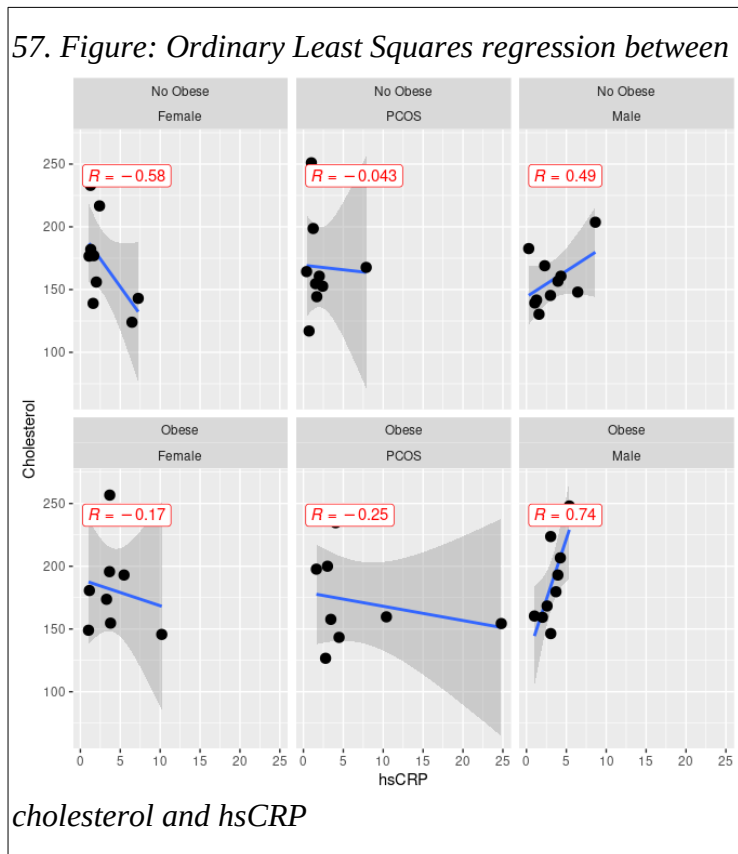 57. Figure: Ordinary Least Squares regression between
No Obese No Obese No Obese
Female PCOS Male
250
200
150
100
R = −0.58
R = −0.043
R = 0.49
Cholesterol
Obese Obese Obese
Female PCOS Male
250
200
150
100
R = −0.17
R = −0.25
R = 0.74
0 5 10 15 20 25 0 5 10 15 20 25 0 5 10 15 20 25
hsCRP
cholesterol and hsCRP